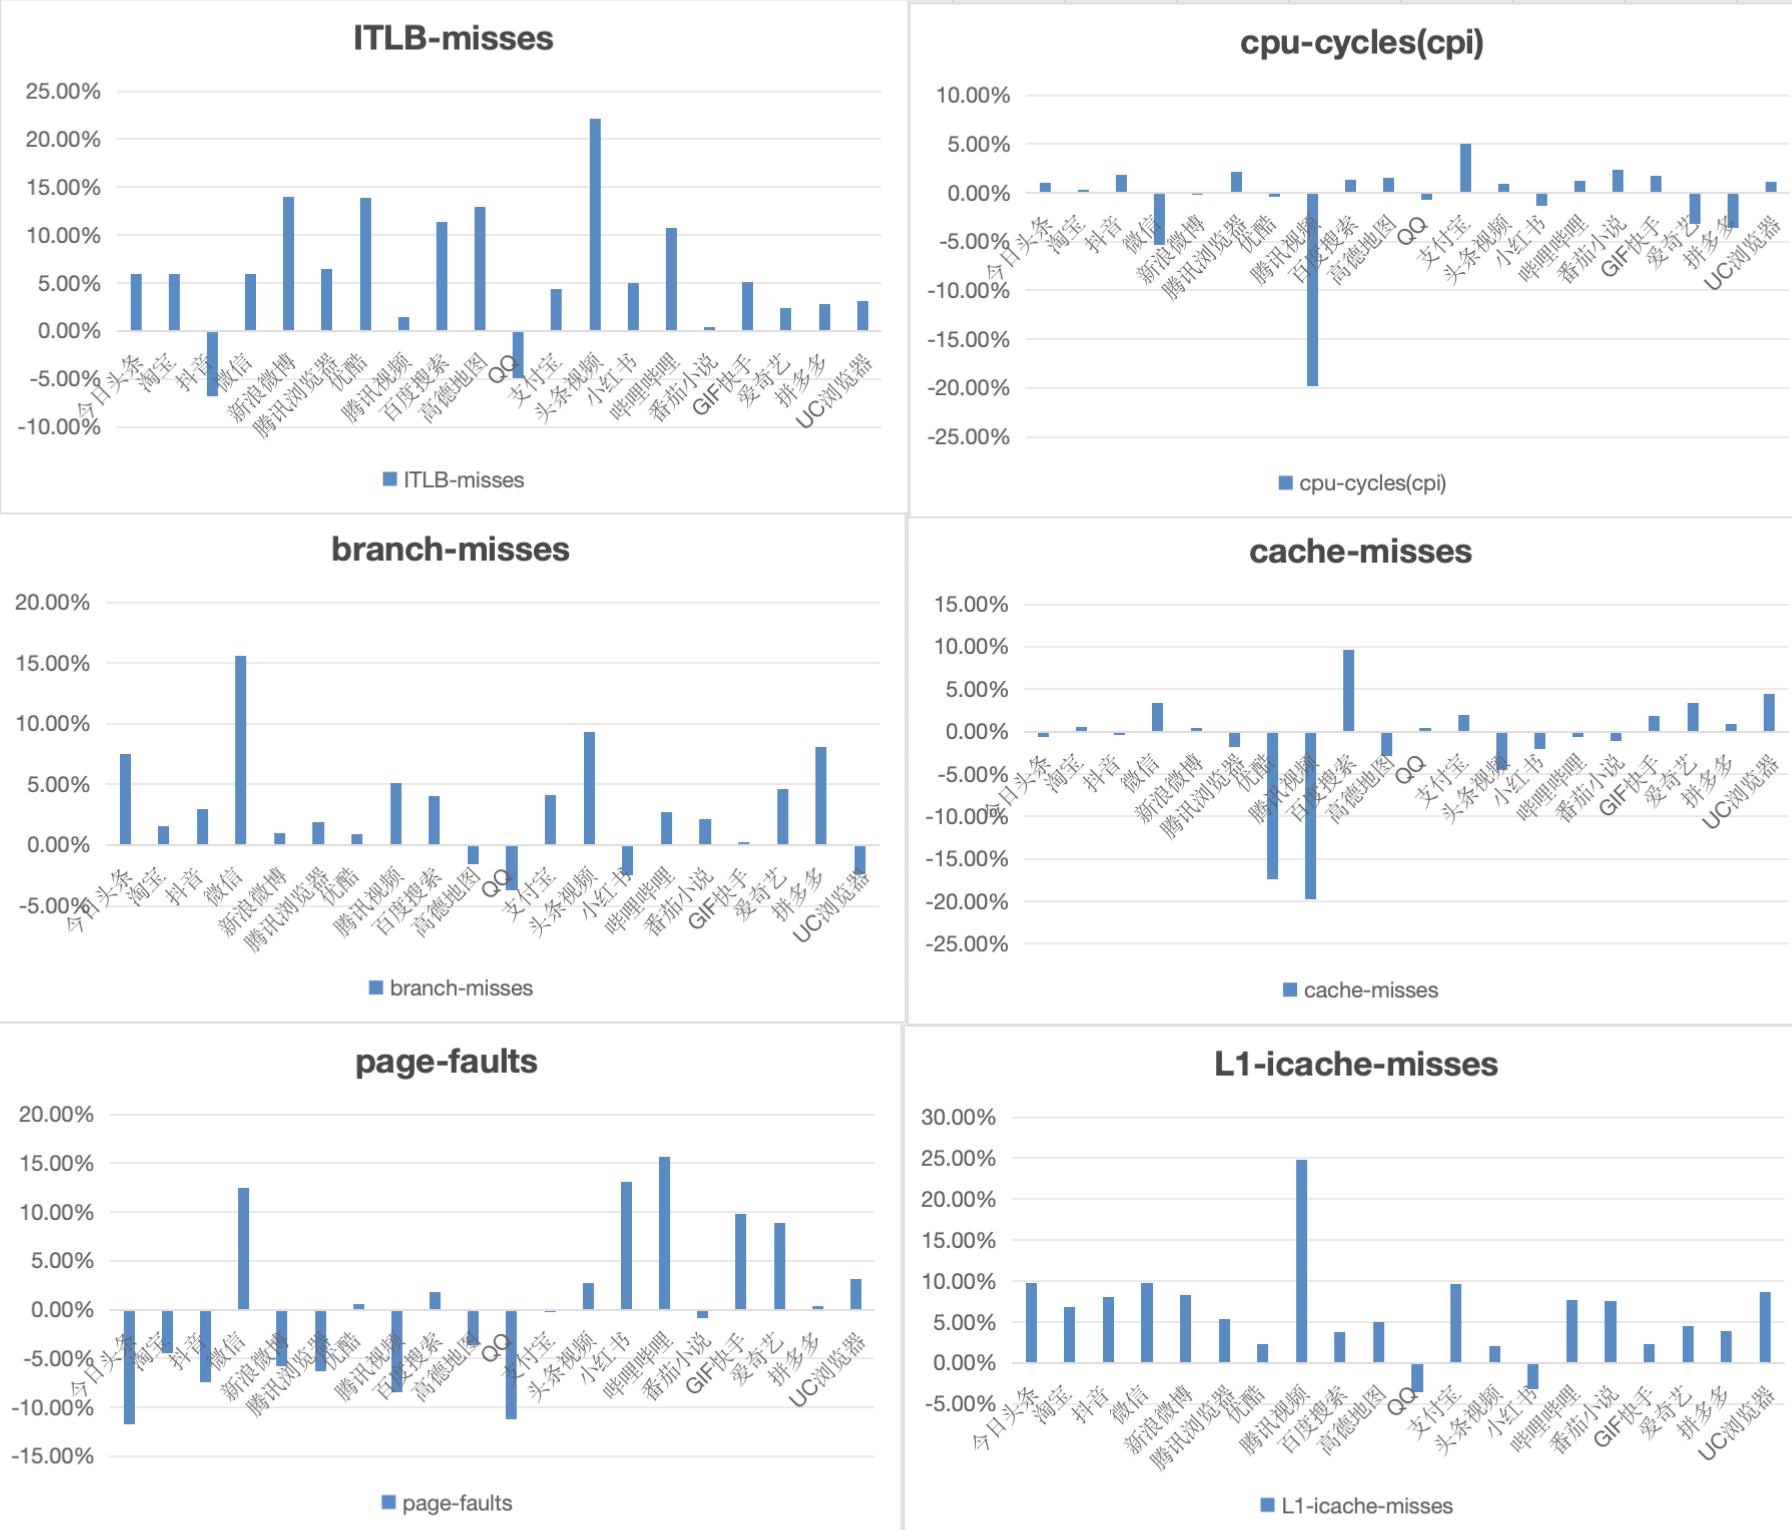 ITLB-misses
25.00%
20.00%
15.00%
10.00%
5.00%
0.00%
-5.00%
-10.00%
今日头条
淘宝
抖音
微信
新浪微博
腾讯浏览器
优酷
腾讯视频
百度搜索
高德地图
QQ
支付宝
头条视频
小红书
哔哩哔哩
番茄小说
GIF快手
爱奇艺
拼多多
UC浏览器
ITLB-misses
cpu-cycles(cpi)
10.00%
5.00%
0.00%
-5.00%
-10.00%
-15.00%
-20.00%
-25.00%
今日头条
淘宝
抖音
微信
新浪微博
腾讯浏览器
优酷
腾讯视频
百度搜索
高德地图
QQ
支付宝
头条视频
小红书
哔哩哔哩
番茄小说
GIF快手
爱奇艺
拼多多
UC浏览器
cpu-cycles(cpi)
branch-misses
20.00%
15.00%
10.00%
5.00%
0.00%
-5.00%
今日头条
淘宝
抖音
微信
新浪微博
腾讯浏览器
优酷
腾讯视频
百度搜索
高德地图
QQ
支付宝
头条视频
小红书
哔哩哔哩
番茄小说
GIF快手
爱奇艺
拼多多
UC浏览器
branch-misses
cache-misses
15.00%
10.00%
5.00%
0.00%
-5.00%
-10.00%
-15.00%
-20.00%
-25.00%
今日头条
淘宝
抖音
微信
新浪微博
腾讯浏览器
优酷
腾讯视频
百度搜索
高德地图
QQ
支付宝
头条视频
小红书
哔哩哔哩
番茄小说
GIF快手
爱奇艺
拼多多
UC浏览器
cache-misses
page-faults
20.00%
15.00%
10.00%
5.00%
0.00%
-5.00%
-10.00%
-15.00%
今日头条
淘宝
抖音
微信
新浪微博
腾讯浏览器
优酷
腾讯视频
百度搜索
高德地图
QQ
支付宝
头条视频
小红书
哔哩哔哩
番茄小说
GIF快手
爱奇艺
拼多多
UC浏览器
page-faults
L1-icache-misses
30.00%
25.00%
20.00%
15.00%
10.00%
5.00%
0.00%
-5.00%
今日头条
淘宝
抖音
微信
新浪微博
腾讯浏览器
优酷
腾讯视频
百度搜索
高德地图
QQ
支付宝
头条视频
小红书
哔哩哔哩
番茄小说
GIF快手
爱奇艺
拼多多
UC浏览器
L1-icache-misses